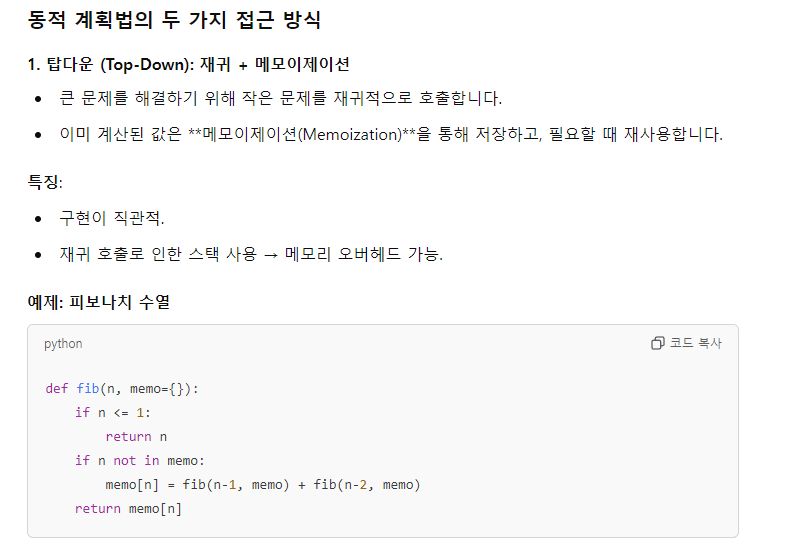 동적 계획법의 두 가지 접근 방식
1. 탑다운 (Top-Down): 재귀 + 메모이제이션
• 큰 문제를 해결하기 위해 작은 문제를 재귀적으로 호출합니다.
• 이미 계산된 값은 **메모이제이션(Memoization)**을 통해 저장하고, 필요할 때 재사용합니다.
특징:
• 구현이 직관적.
• 재귀 호출로 인한 스택 사용 → 메모리 오버헤드 가능.
예제: 피보나치 수열
python 코드 복사
def fib(n, memo={}):
    if n <= 1:
        return n
    if n not in memo:
        memo[n] = fib(n-1, memo) + fib(n-2, memo)
    return memo[n]